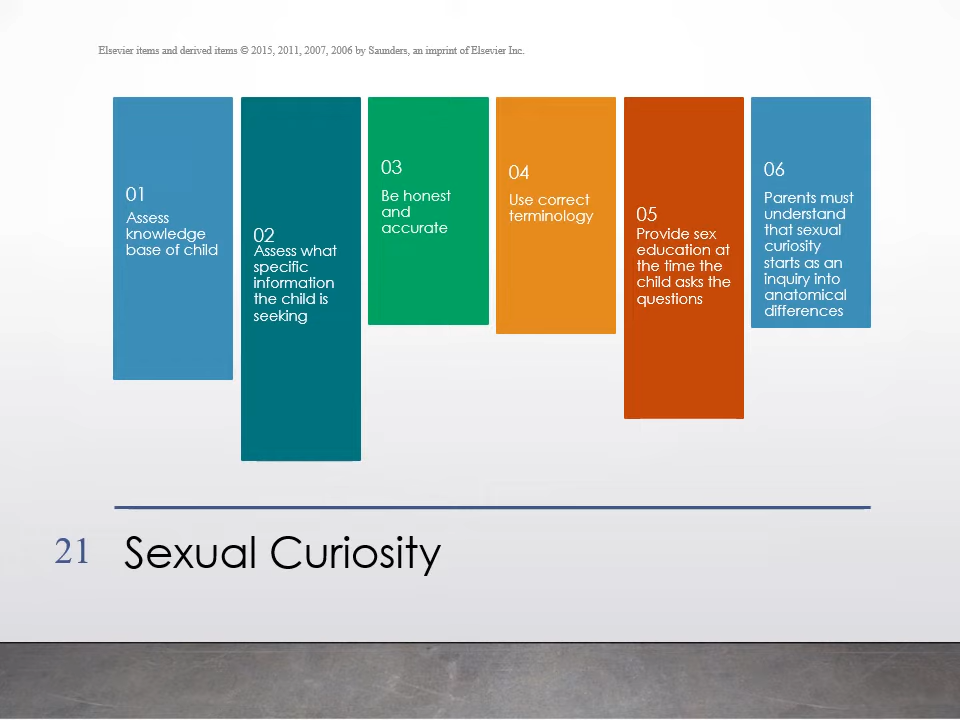 Elsevier items and derived items © 2015, 2011, 2007, 2006 by Saunders, an imprint of Elsevier Inc.
01
Assess
knowledge
base of child
02
Assess what
specific
information
the child is
seeking
03
Be honest
and
accurate
04
Use correct
terminology
05
Provide sex
education at
the time the
child asks the
questions
06
Parents must
understand
that sexual
curiosity
starts as an
inquiry into
anatomical
differences
21
Sexual Curiosity